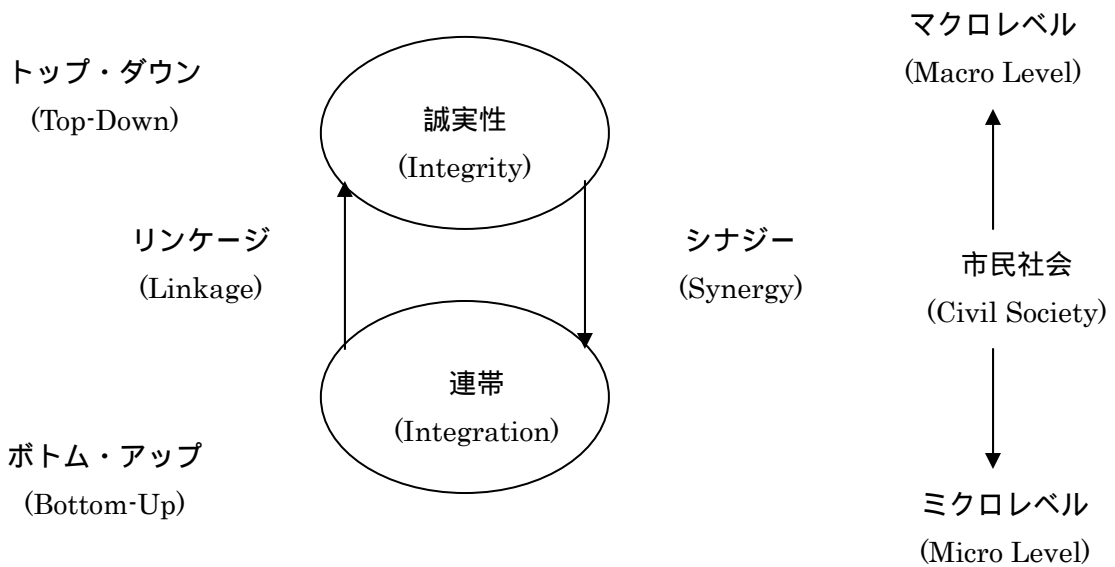 マクロレベル
(Macro Level)
トップ・ダウン
(Top-Down)
誠実性
(Integrity)
リンケージ
(Linkage)
シナジー
(Synergy)
市民社会
(Civil Society)
連帯
(Integration)
ボトム・アップ
(Bottom-Up)
ミクロレベル
(Micro Level)